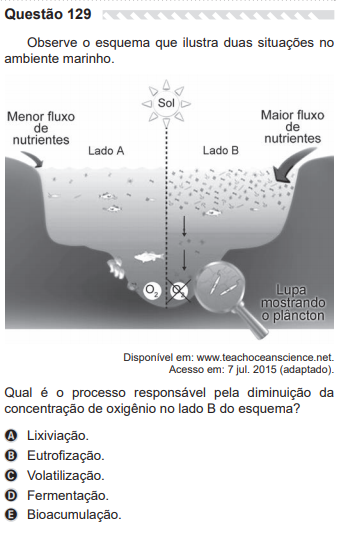 Questão 129
Observe o esquema que ilustra duas situações no
ambiente marinho.
Menor fluxo
de
nutrientes
Lado A
Sol
Lado B
Maior fluxo
de
nutrientes
O2
O2
Lupa
mostrando
o plâncton
Disponível em: www.teachoceanscience.net.
Acesso em: 7 jul. 2015 (adaptado).
Qual é o processo responsável pela diminuição da
concentração de oxigênio no lado B do esquema?
A Lixiviação.
B Eutrofização.
C Volatilização.
D Fermentação.
E Bioacumulação.